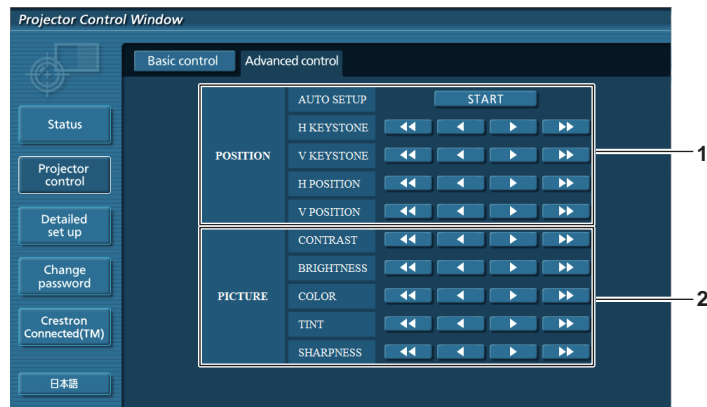 Projector Control Window
Basic control
Advanced control
Status
Projector
control
Detailed
set up
Change
password
Crestron
Connected(TM)
日本語
POSITION
AUTO SETUP
START
H KEYSTONE
V KEYSTONE
H POSITION
V POSITION
1
PICTURE
CONTRAST
BRIGHTNESS
COLOR
TINT
SHARPNESS
2